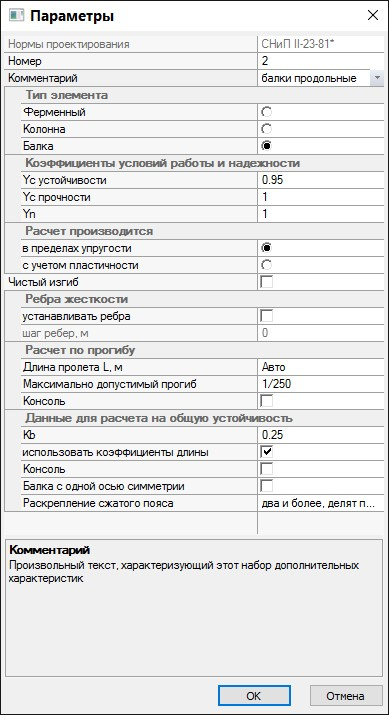 Параметры
Нормы проектирования СНиП II-23-81*
Номер 2
Комментарий балки продольные
Тип элемента
Ферменный
Колонна
Балка
Коэффициенты условий работы и надежности
Yc устойчивости 0.95
Yc прочности 1
Yn 1
Расчет производится
в пределах упругости
с учетом пластичности
Чистый изгиб
Ребра жесткости
устанавливать ребра
шаг ребер, м 0
Расчет по прогибу
Длина пролета L, м Авто
Максимально допустимый прогиб 1/250
Консоль
Данные для расчета на общую устойчивость
Kb 0.25
использовать коэффициенты длины
Консоль
Балка с одной осью симметрии
Раскрепление сжатого пояса два и более, делят п...
Комментарий
Произвольный текст, характеризующий этот набор дополнительных
характеристик
OK Отмена